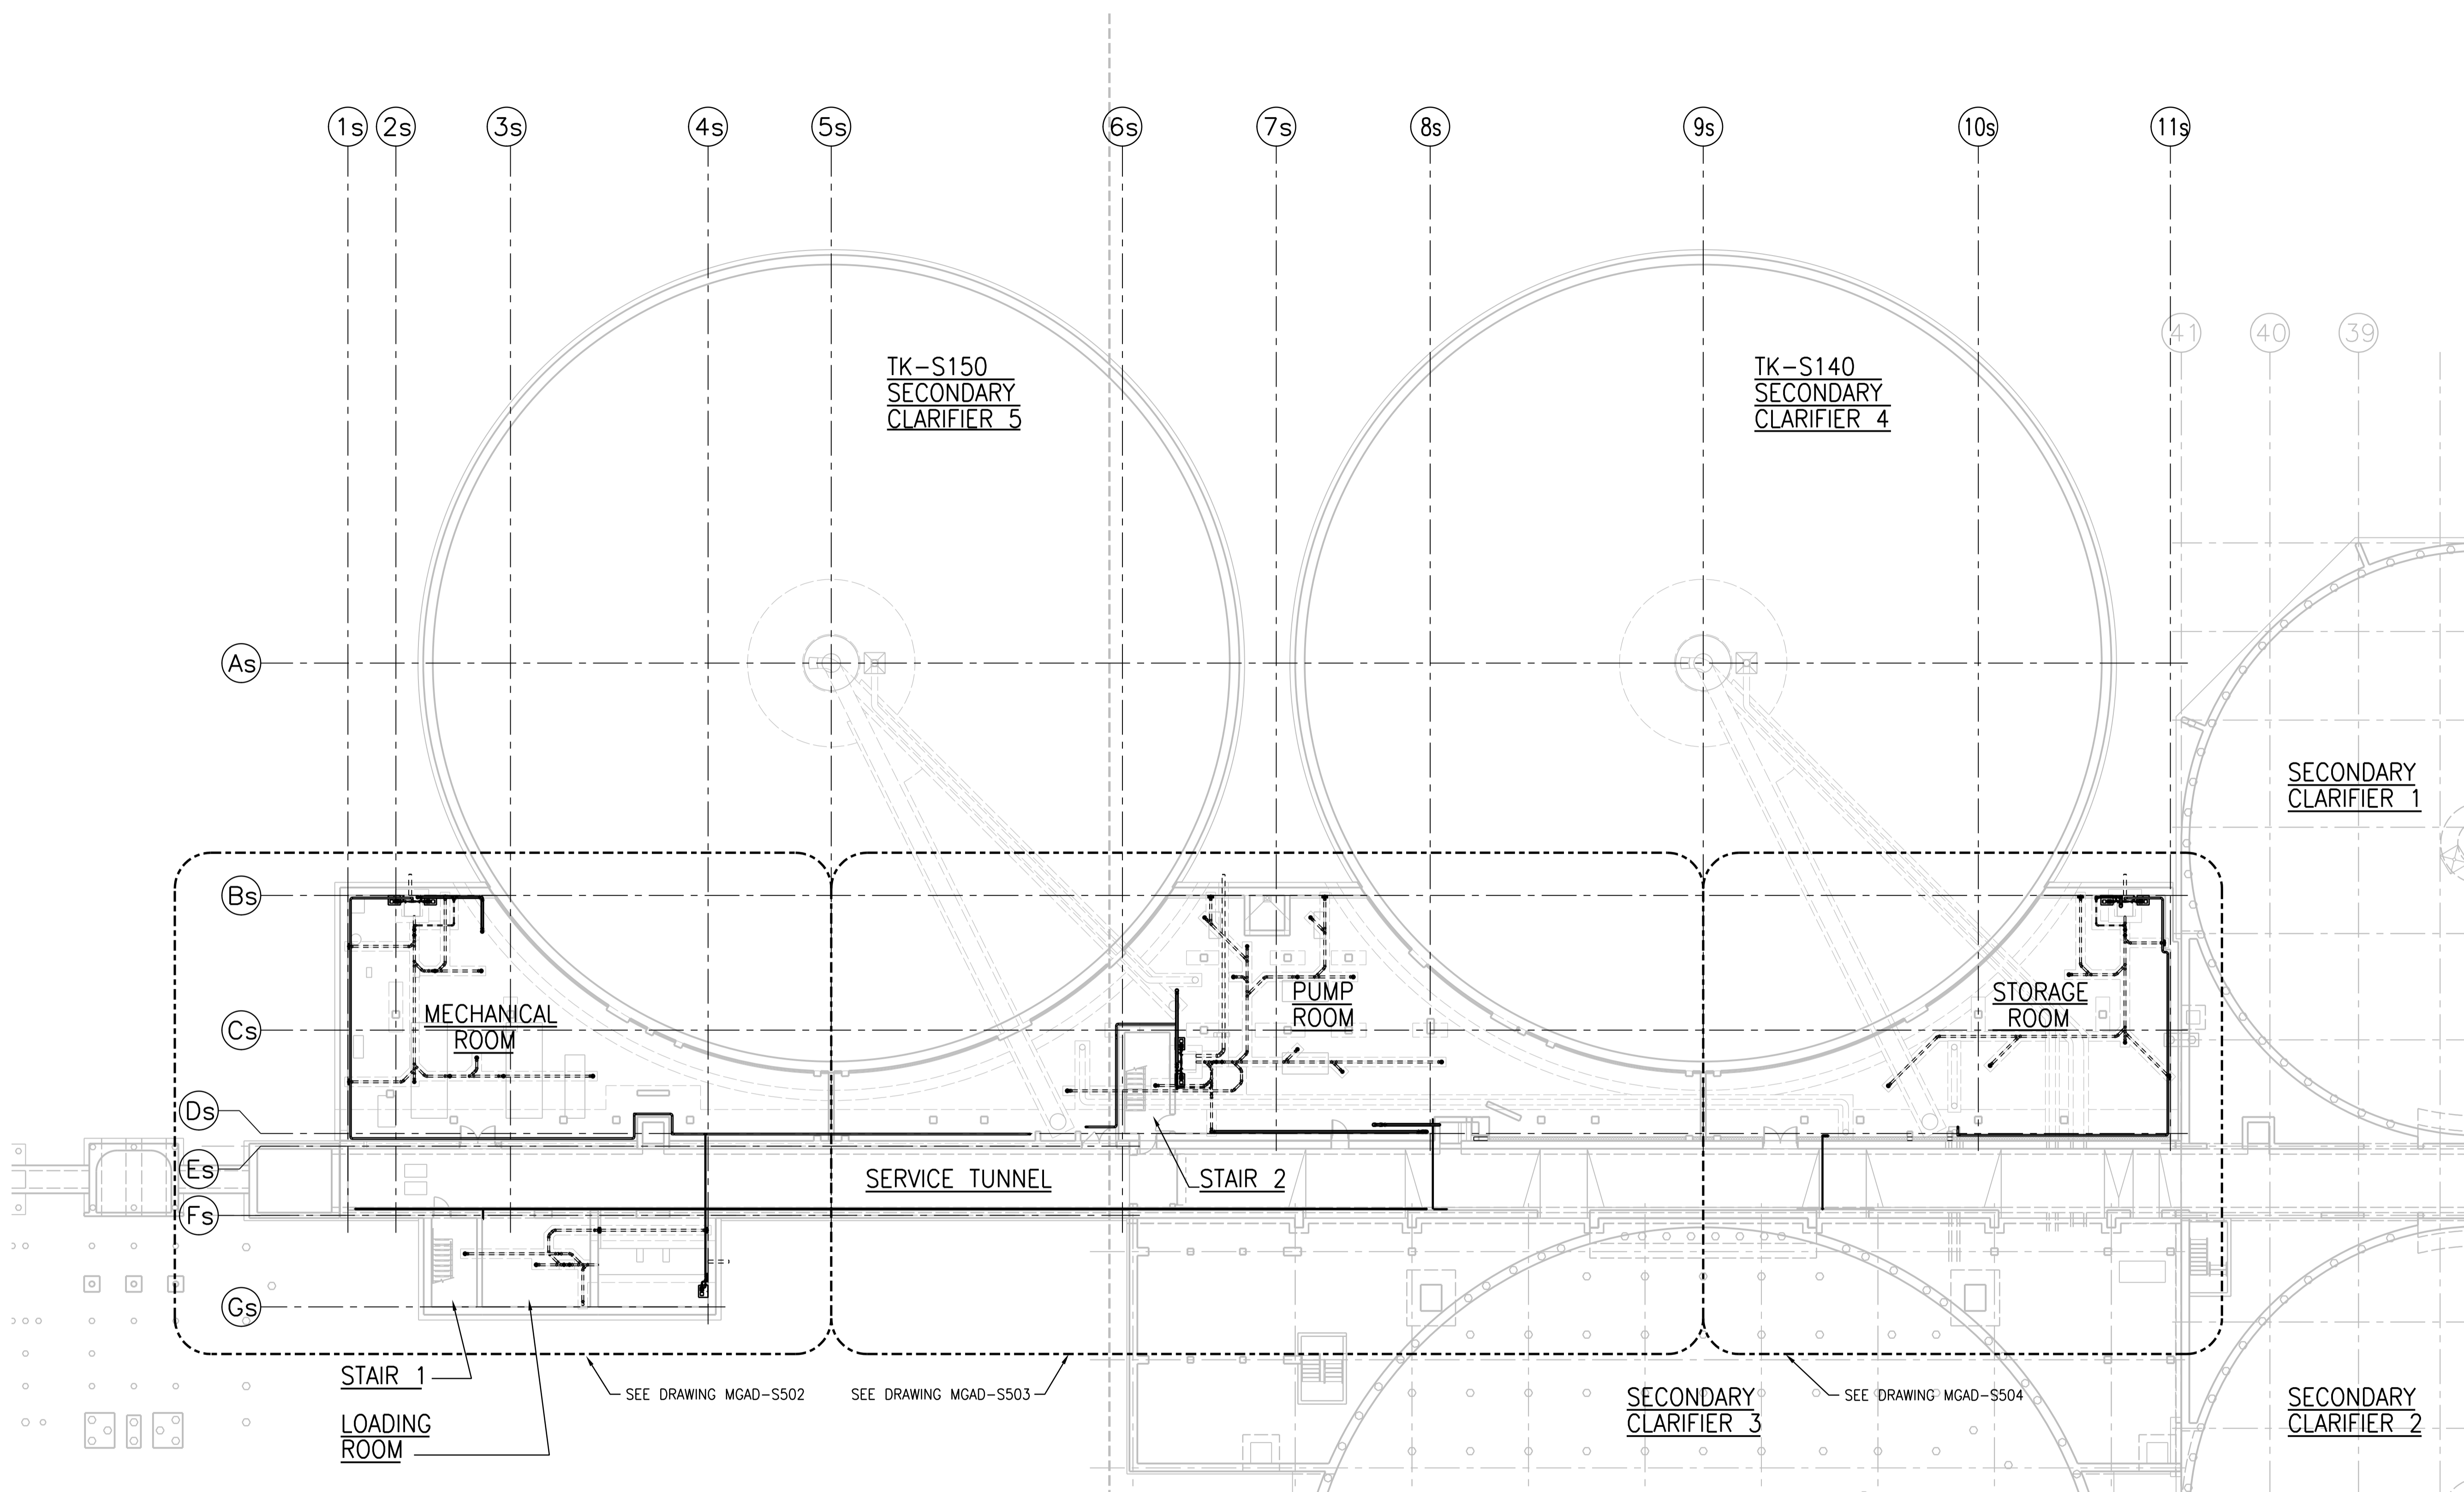 1s 2s 3s 4s 5s 6s 7s 8s 9s 10s 11s
41 40 39
TK-S150
SECONDARY
CLARIFIER 5
TK-S140
SECONDARY
CLARIFIER 4
As
SECONDARY
CLARIFIER 1
Bs
MECHANICAL
ROOM
PUMP
ROOM
STORAGE
ROOM
Cs
Ds
Es
SERVICE TUNNEL
STAIR 2
Fs
Gs
STAIR 1
SEE DRAWING MGAD-S502
SEE DRAWING MGAD-S503
SEE DRAWING MGAD-S504
LOADING
ROOM
SECONDARY
CLARIFIER 3
SECONDARY
CLARIFIER 2